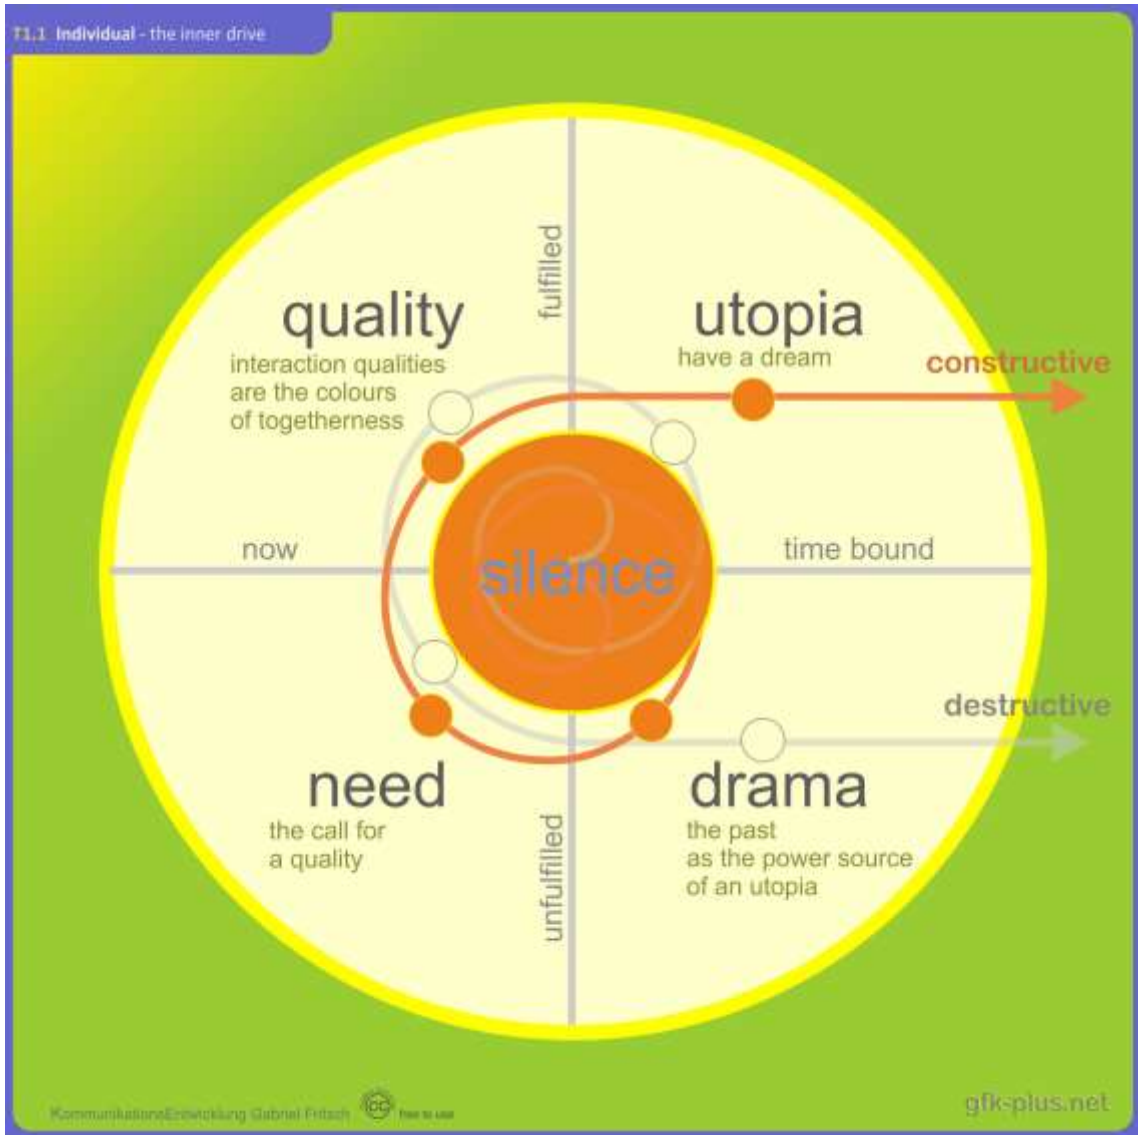 T1.1 Individual - the inner drive
fulfilled
quality
interaction qualities
are the colours
of togetherness
utopia
have a dream
constructive
now
silence
time bound
destructive
need
the call for
a quality
unfulfilled
drama
the past
as the power source
of an utopia
KommunikationsEntwicklung Gabriel Fritsch
cc
free to use
gfk-plus.net